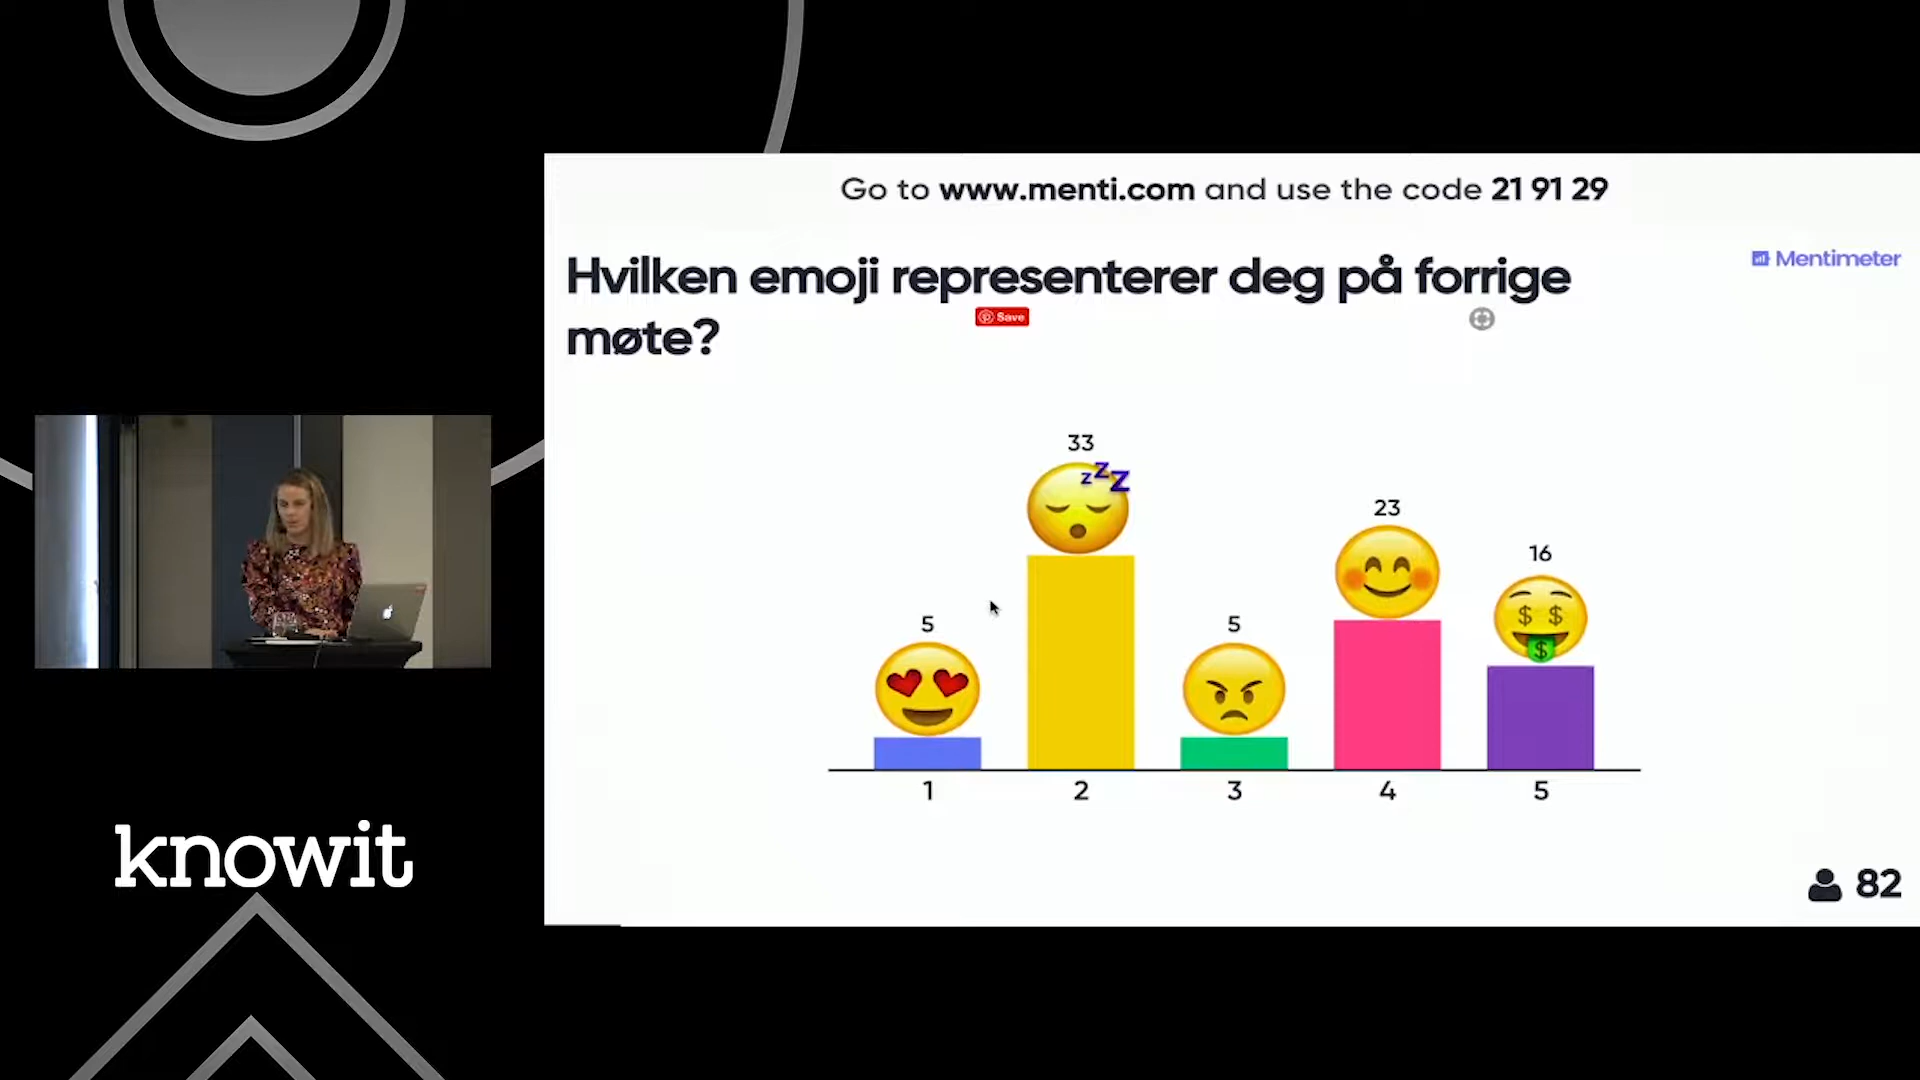 Go to www.menti.com and use the code 21 91 29
Mentimeter
Hvilken emoji representerer deg på forrige
møte?
Save
33
23
16
5
5
1
2
3
4
5
82
knowit